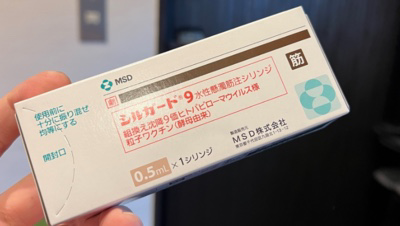 MSD
筋
使用前に
十分に振り混ぜ
均等にする
開封口
シルガード®9 水性懸濁筋注シリンジ
組換え沈降9価ヒトパピローマウイルス様
粒子ワクチン(酵母由来)
0.5mL ×1シリンジ
製造販売元
MSD株式会社